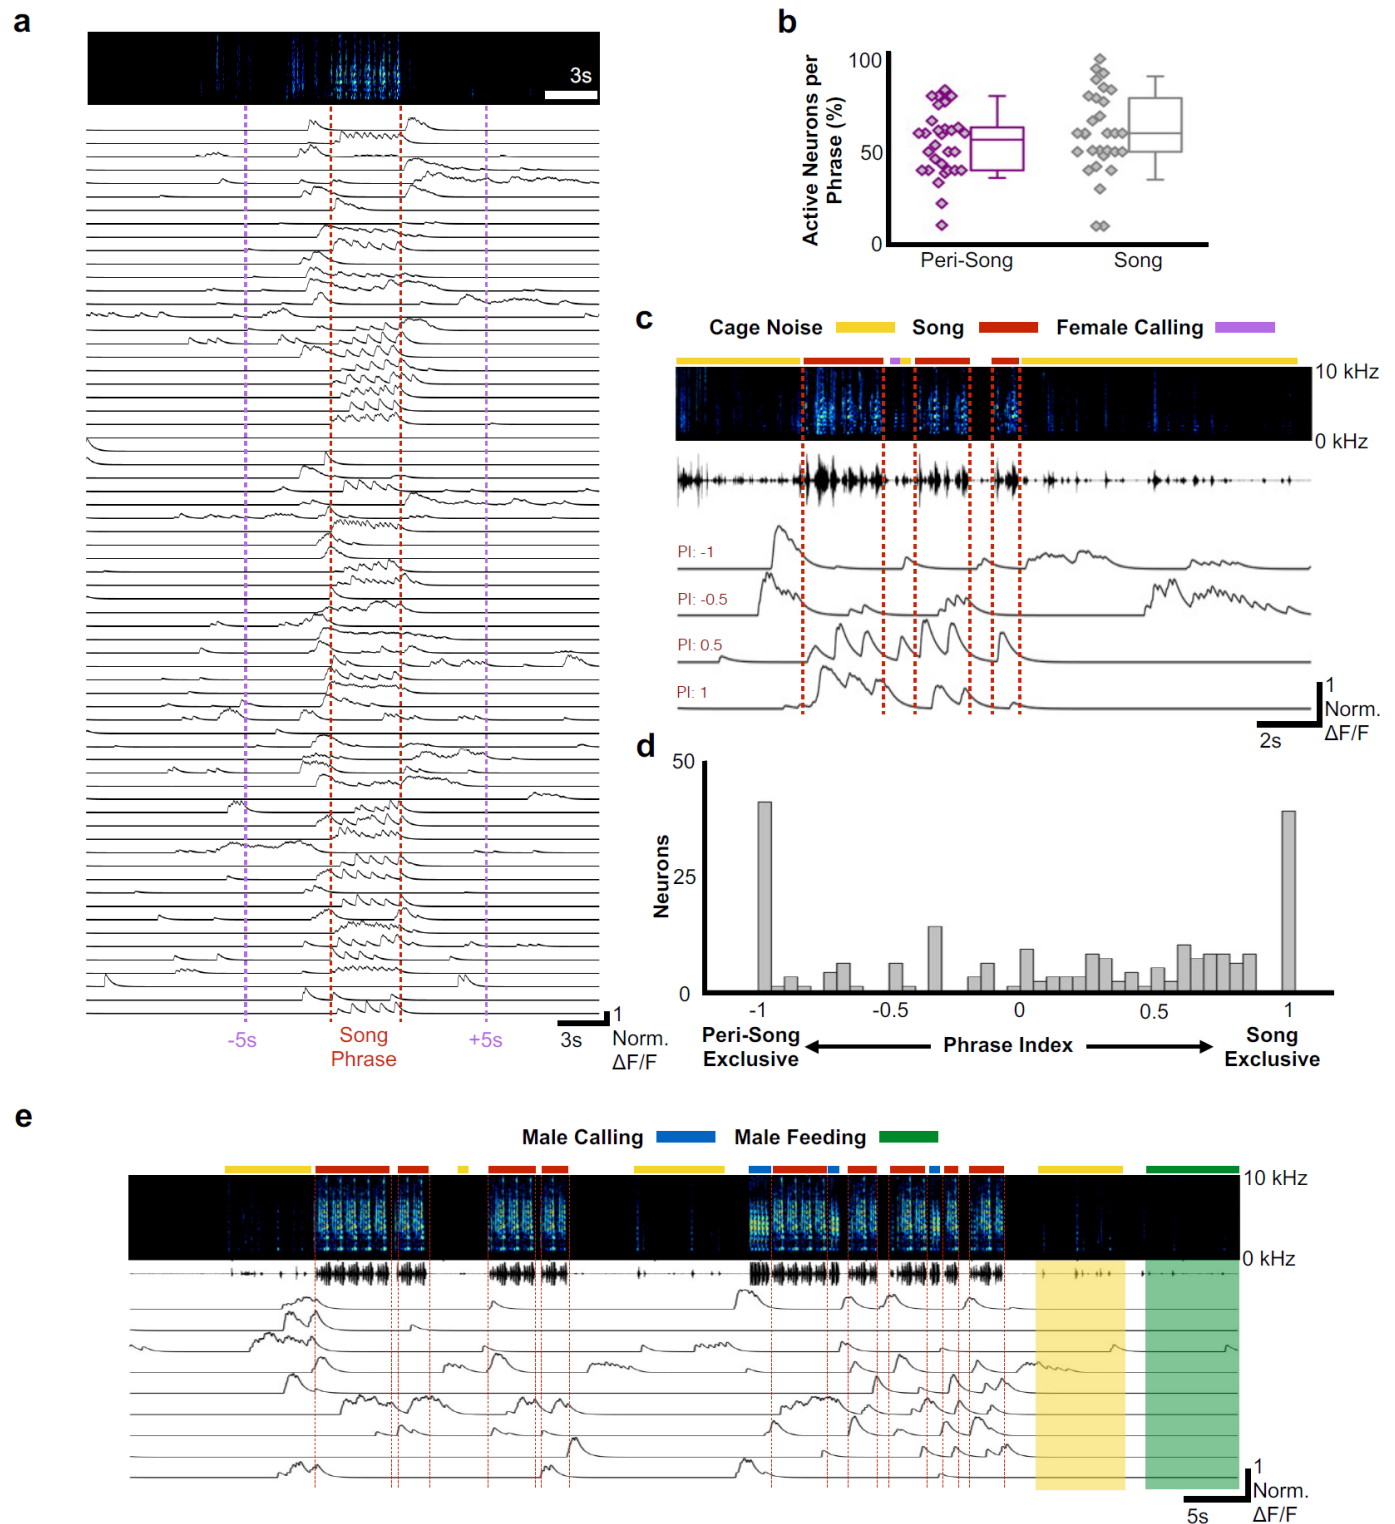 a
3s
-5s
Song
Phrase
+5s
3s
1
Norm.
ΔF/F
b
Active Neurons per
Phrase (%)
100
50
0
Peri-Song
Song
c
Cage Noise
Song
Female Calling
10 kHz
0 kHz
PI: -1
PI: -0.5
PI: 0.5
PI: 1
1
Norm.
ΔF/F
2s
d
Neurons
50
25
0
-1
-0.5
0
0.5
1
Peri-Song
Exclusive
Phrase Index
Song
Exclusive
e
Male Calling
Male Feeding
10 kHz
0 kHz
1
Norm.
ΔF/F
5s